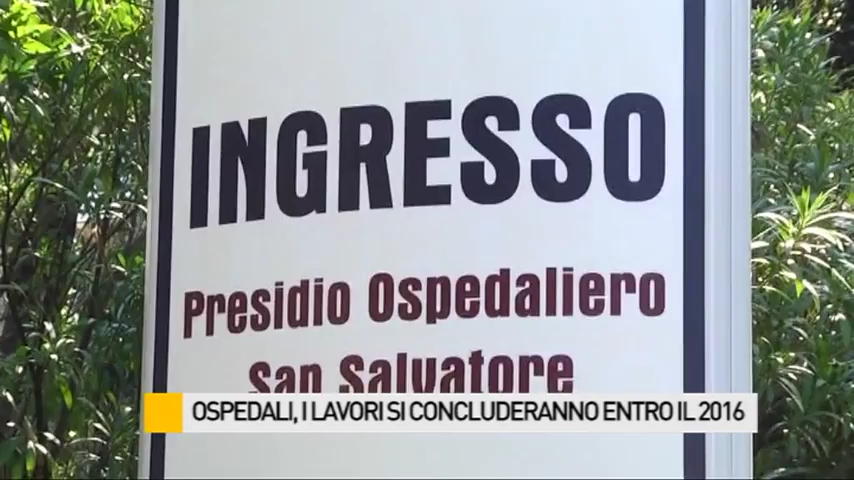 INGRESSO
Presidio Ospedaliero
San Salvatore
OSPEDALI, I LAVORI SI CONCLUDERANNO ENTRO IL 2016